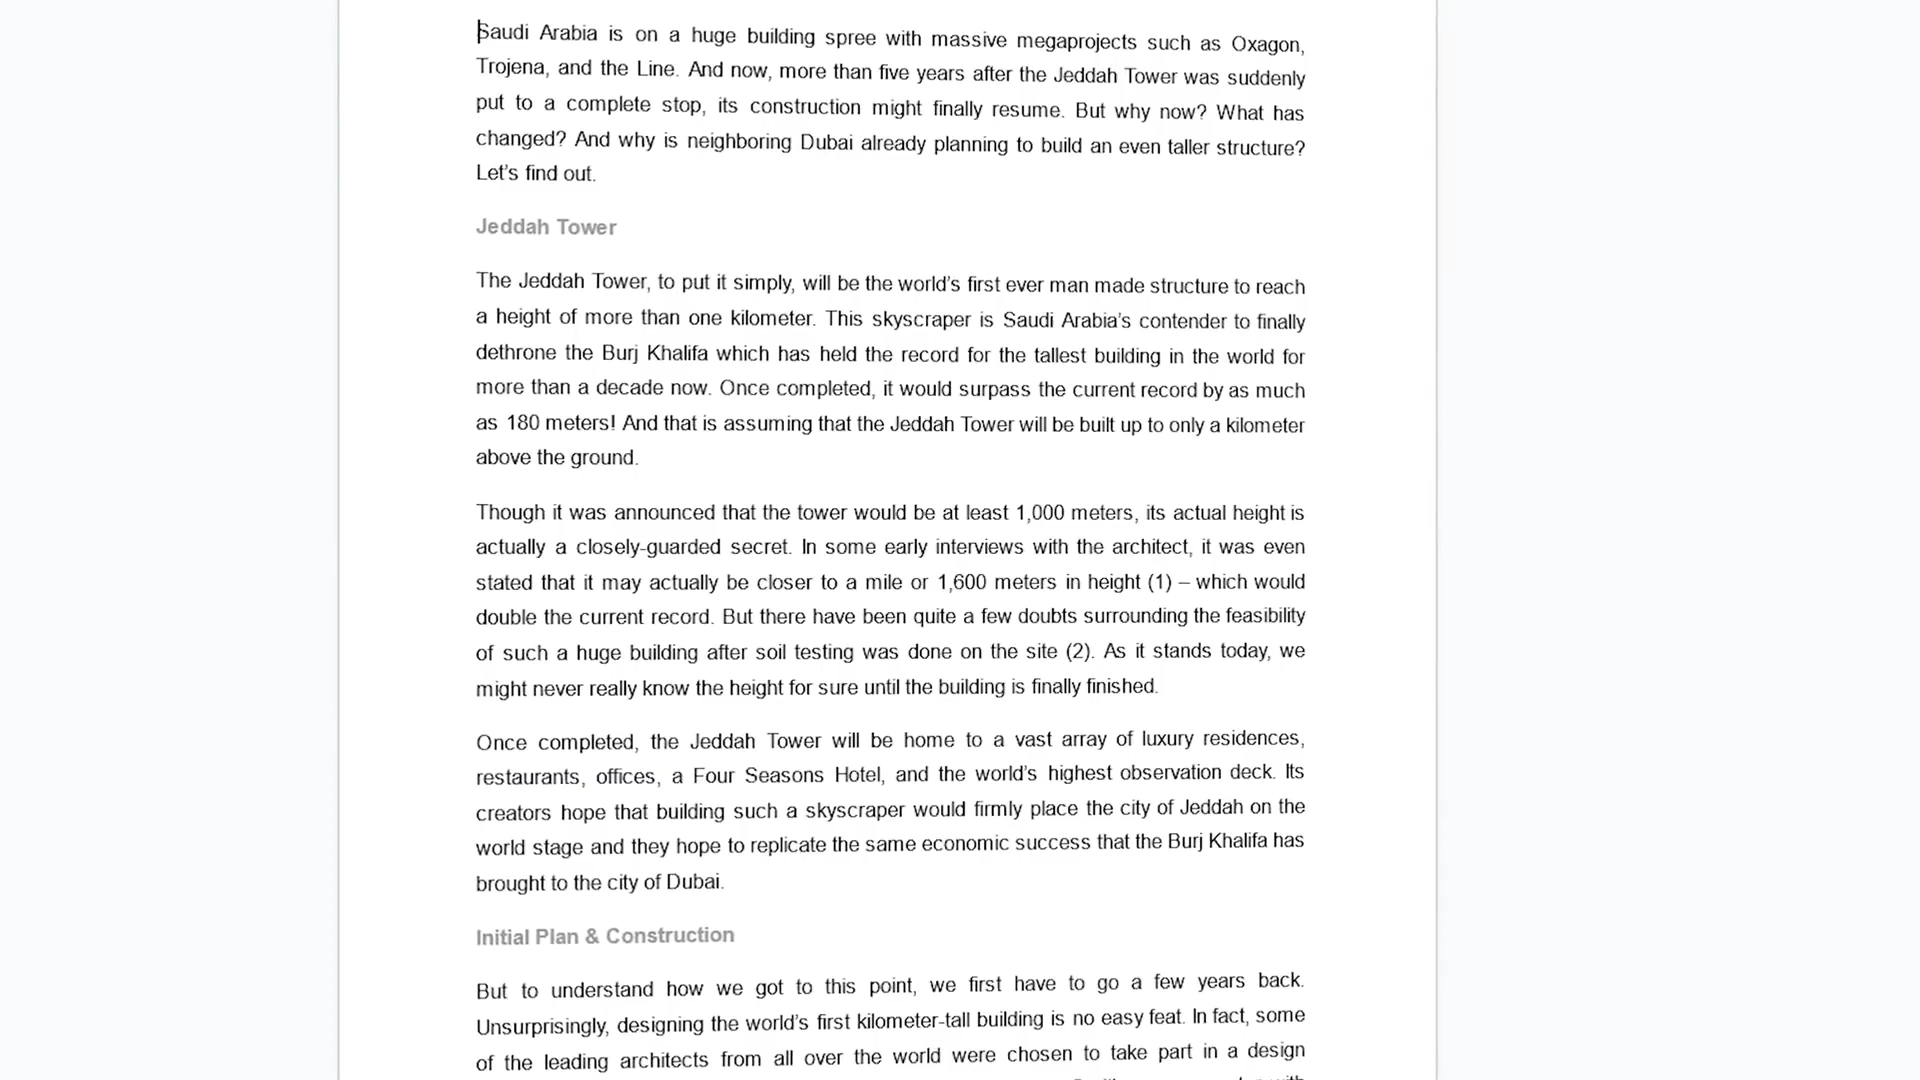 Saudi Arabia is on a huge building spree with massive megaprojects such as Oxagon,
Trojena, and the Line. And now, more than five years after the Jeddah Tower was suddenly
put to a complete stop, its construction might finally resume. But why now? What has
changed? And why is neighboring Dubai already planning to build an even taller structure?
Let's find out.
Jeddah Tower
The Jeddah Tower, to put it simply, will be the world's first ever man made structure to reach
a height of more than one kilometer. This skyscraper is Saudi Arabia's contender to finally
dethrone the Burj Khalifa which has held the record for the tallest building in the world for
more than a decade now. Once completed, it would surpass the current record by as much
as 180 meters! And that is assuming that the Jeddah Tower will be built up to only a kilometer
above the ground.
Though it was announced that the tower would be at least 1,000 meters, its actual height is
actually a closely-guarded secret. In some early interviews with the architect, it was even
stated that it may actually be closer to a mile or 1,600 meters in height (1) – which would
double the current record. But there have been quite a few doubts surrounding the feasibility
of such a huge building after soil testing was done on the site (2). As it stands today, we
might never really know the height for sure until the building is finally finished.
Once completed, the Jeddah Tower will be home to a vast array of luxury residences,
restaurants, offices, a Four Seasons Hotel, and the world's highest observation deck. Its
creators hope that building such a skyscraper would firmly place the city of Jeddah on the
world stage and they hope to replicate the same economic success that the Burj Khalifa has
brought to the city of Dubai.
Initial Plan & Construction
But to understand how we got to this point, we first have to go a few years back.
Unsurprisingly, designing the world's first kilometer-tall building is no easy feat. In fact, some
of the leading architects from all over the world were chosen to take part in a design